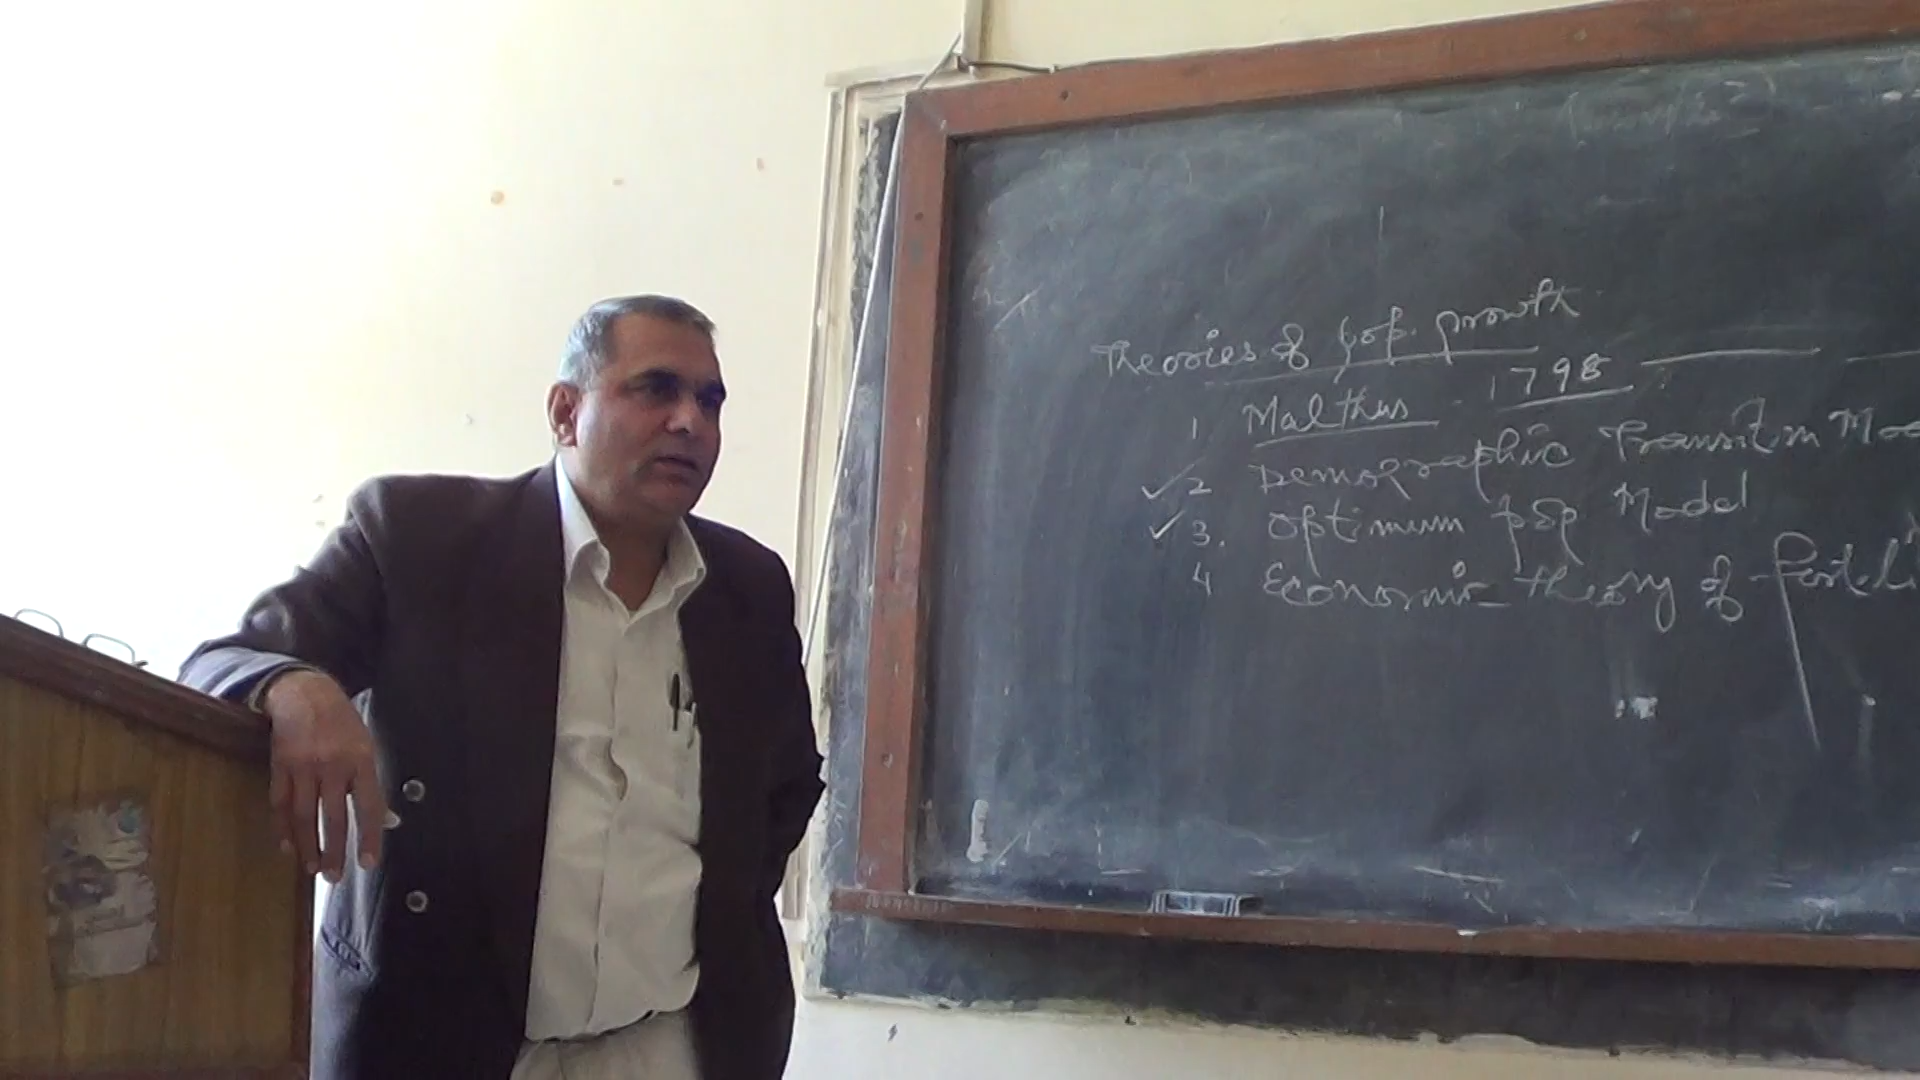 Theories of pop. growth
1 Malthus - 1798
✓ 2 Demographic Transition Mod
✓ 3. Optimum pop Model
4 Economic theory of fertili